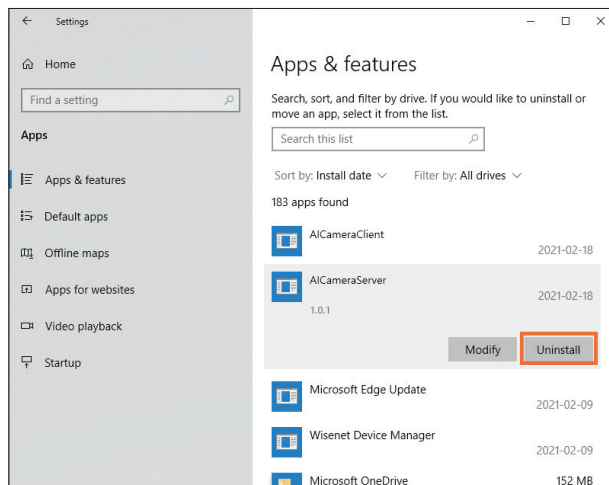 Settings
Home
Find a setting
Apps
Apps & features
Default apps
Offline maps
Apps for websites
Video playback
Startup
Apps & features
Search, sort, and filter by drive. If you would like to uninstall or
move an app, select it from the list.
Search this list
Sort by: Install date Filter by: All drives
183 apps found
AICameraClient
2021-02-18
AICameraServer
2021-02-18
1.0.1
Modify Uninstall
Microsoft Edge Update
2021-02-09
Wisenet Device Manager
2021-02-09
Microsoft OneDrive 152 MB